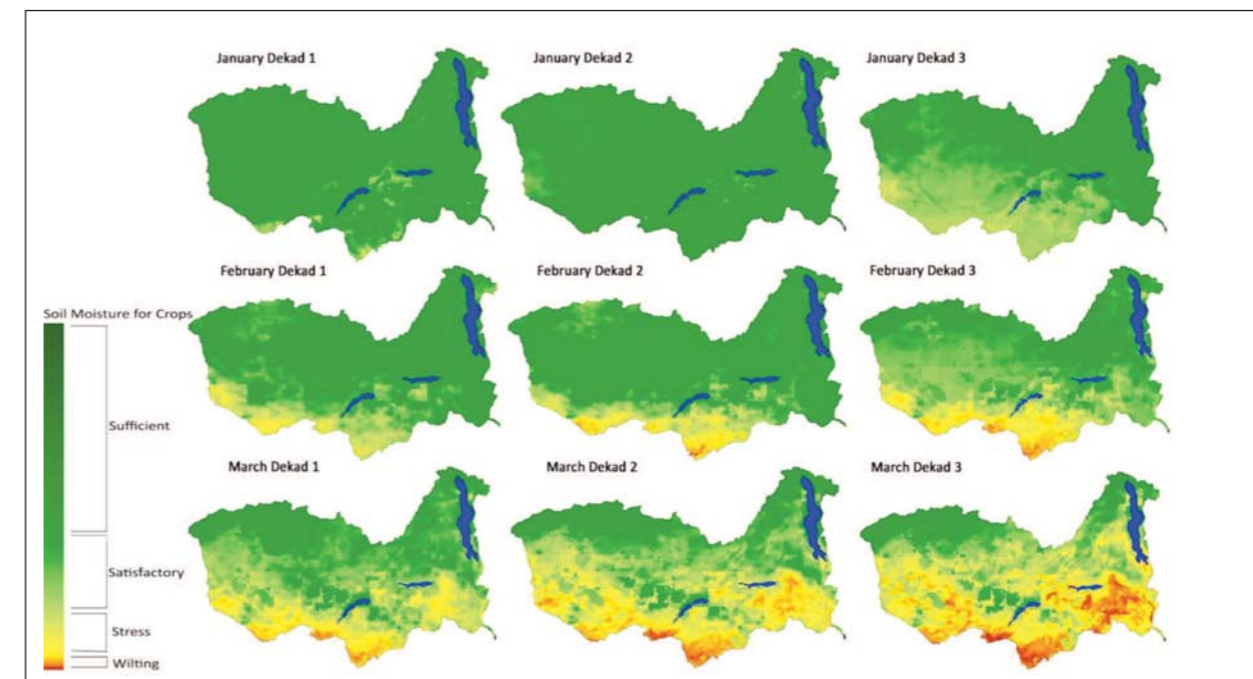 January Dekad 1
January Dekad 2
January Dekad 3
February Dekad 1
February Dekad 2
February Dekad 3
Soil Moisture for Crops
Sufficient
March Dekad 1
March Dekad 2
March Dekad 3
Satisfactory
Stress
Wilting